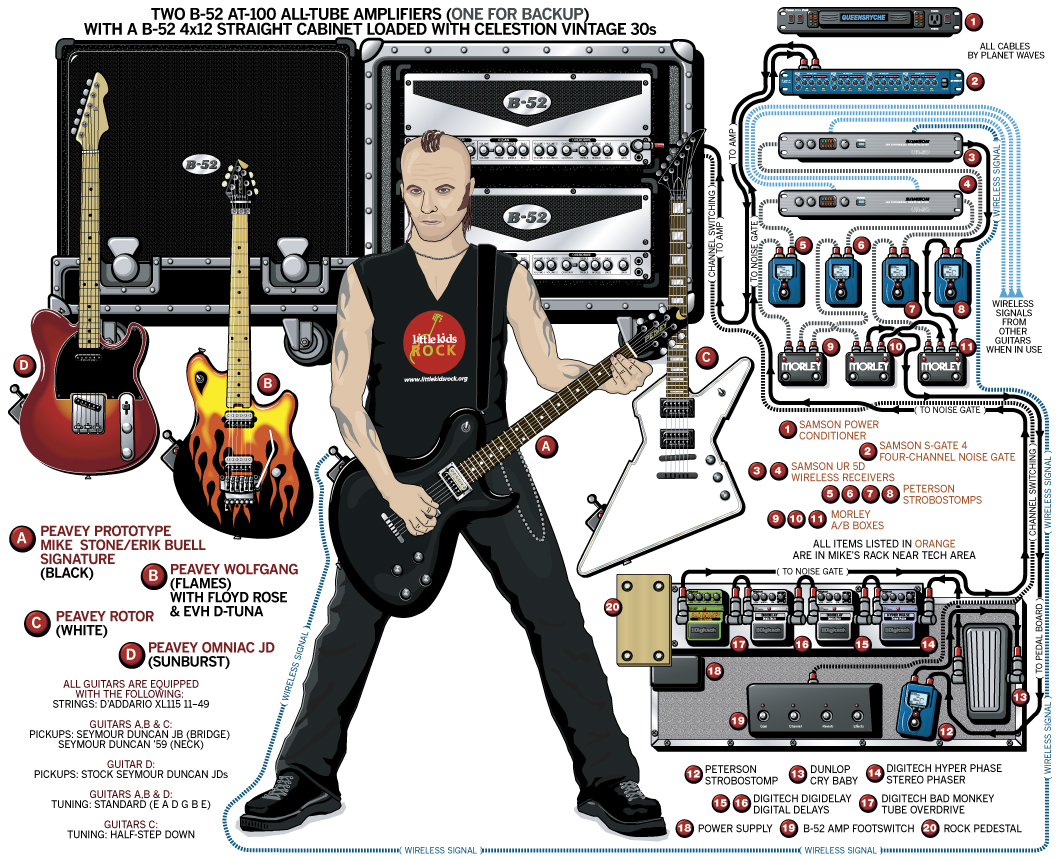 TWO B-52 AT-100 ALL-TUBE AMPLIFIERS (ONE FOR BACKUP)
WITH A B-52 4x12 STRAIGHT CABINET LOADED WITH CELESTION VINTAGE 30s
QUEENSRYCHE
1
ALL CABLES
BY PLANET WAVES
2
B-52
B-52
B-52
TO AMP
WIRELESS SIGNAL
SAMSON
3
4
SAMSON
CHANNEL SWITCHING
TO AMP
TO NOISE GATE
5
6
7
8
WIRELESS
SIGNALS
FROM
OTHER
GUITARS
WHEN IN USE
MORLEY
9
MORLEY
10
MORLEY
11
TO NOISE GATE
little kids
ROCK
www.littlekidsrock.org
D
B
C
A
1 SAMSON POWER
CONDITIONER
2 SAMSON S-GATE 4
FOUR-CHANNEL NOISE GATE
3 4 SAMSON UR 5D
WIRELESS RECEIVERS
5 6 7 8 PETERSON
STROBOSTOMPS
9 10 11 MORLEY
A/B BOXES
ALL ITEMS LISTED IN ORANGE
ARE IN MIKE'S RACK NEAR TECH AREA
CHANNEL SWITCHING
WIRELESS SIGNAL
A PEAVEY PROTOTYPE
MIKE STONE/ERIK BUELL
SIGNATURE
(BLACK)
B PEAVEY WOLFGANG
(FLAMES)
WITH FLOYD ROSE
& EVH D-TUNA
C PEAVEY ROTOR
(WHITE)
D PEAVEY OMNIAC JD
(SUNBURST)
ALL GUITARS ARE EQUIPPED
WITH THE FOLLOWING:
STRINGS: D'ADDARIO XL115 11–49
GUITARS A,B & C:
PICKUPS: SEYMOUR DUNCAN JB (BRIDGE)
SEYMOUR DUNCAN '59 (NECK)
GUITAR D:
PICKUPS: STOCK SEYMOUR DUNCAN JDs
GUITARS A,B & D:
TUNING: STANDARD (E A D G B E)
GUITARS C:
TUNING: HALF-STEP DOWN
WIRELESS SIGNAL
TO NOISE GATE
20
DigiTech
17
DigiTech
16
DigiTech
15
DigiTech
14
TO PEDAL BOARD
18
19
Gain
Channel
Reverb
Effects
12
13
WIRELESS SIGNAL
12 PETERSON
STROBOSTOMP
13 DUNLOP
CRY BABY
14 DIGITECH HYPER PHASE
STEREO PHASER
15 16 DIGITECH DIGIDELAY
DIGITAL DELAYS
17 DIGITECH BAD MONKEY
TUBE OVERDRIVE
18 POWER SUPPLY
19 B-52 AMP FOOTSWITCH
20 ROCK PEDESTAL
WIRELESS SIGNAL
WIRELESS SIGNAL